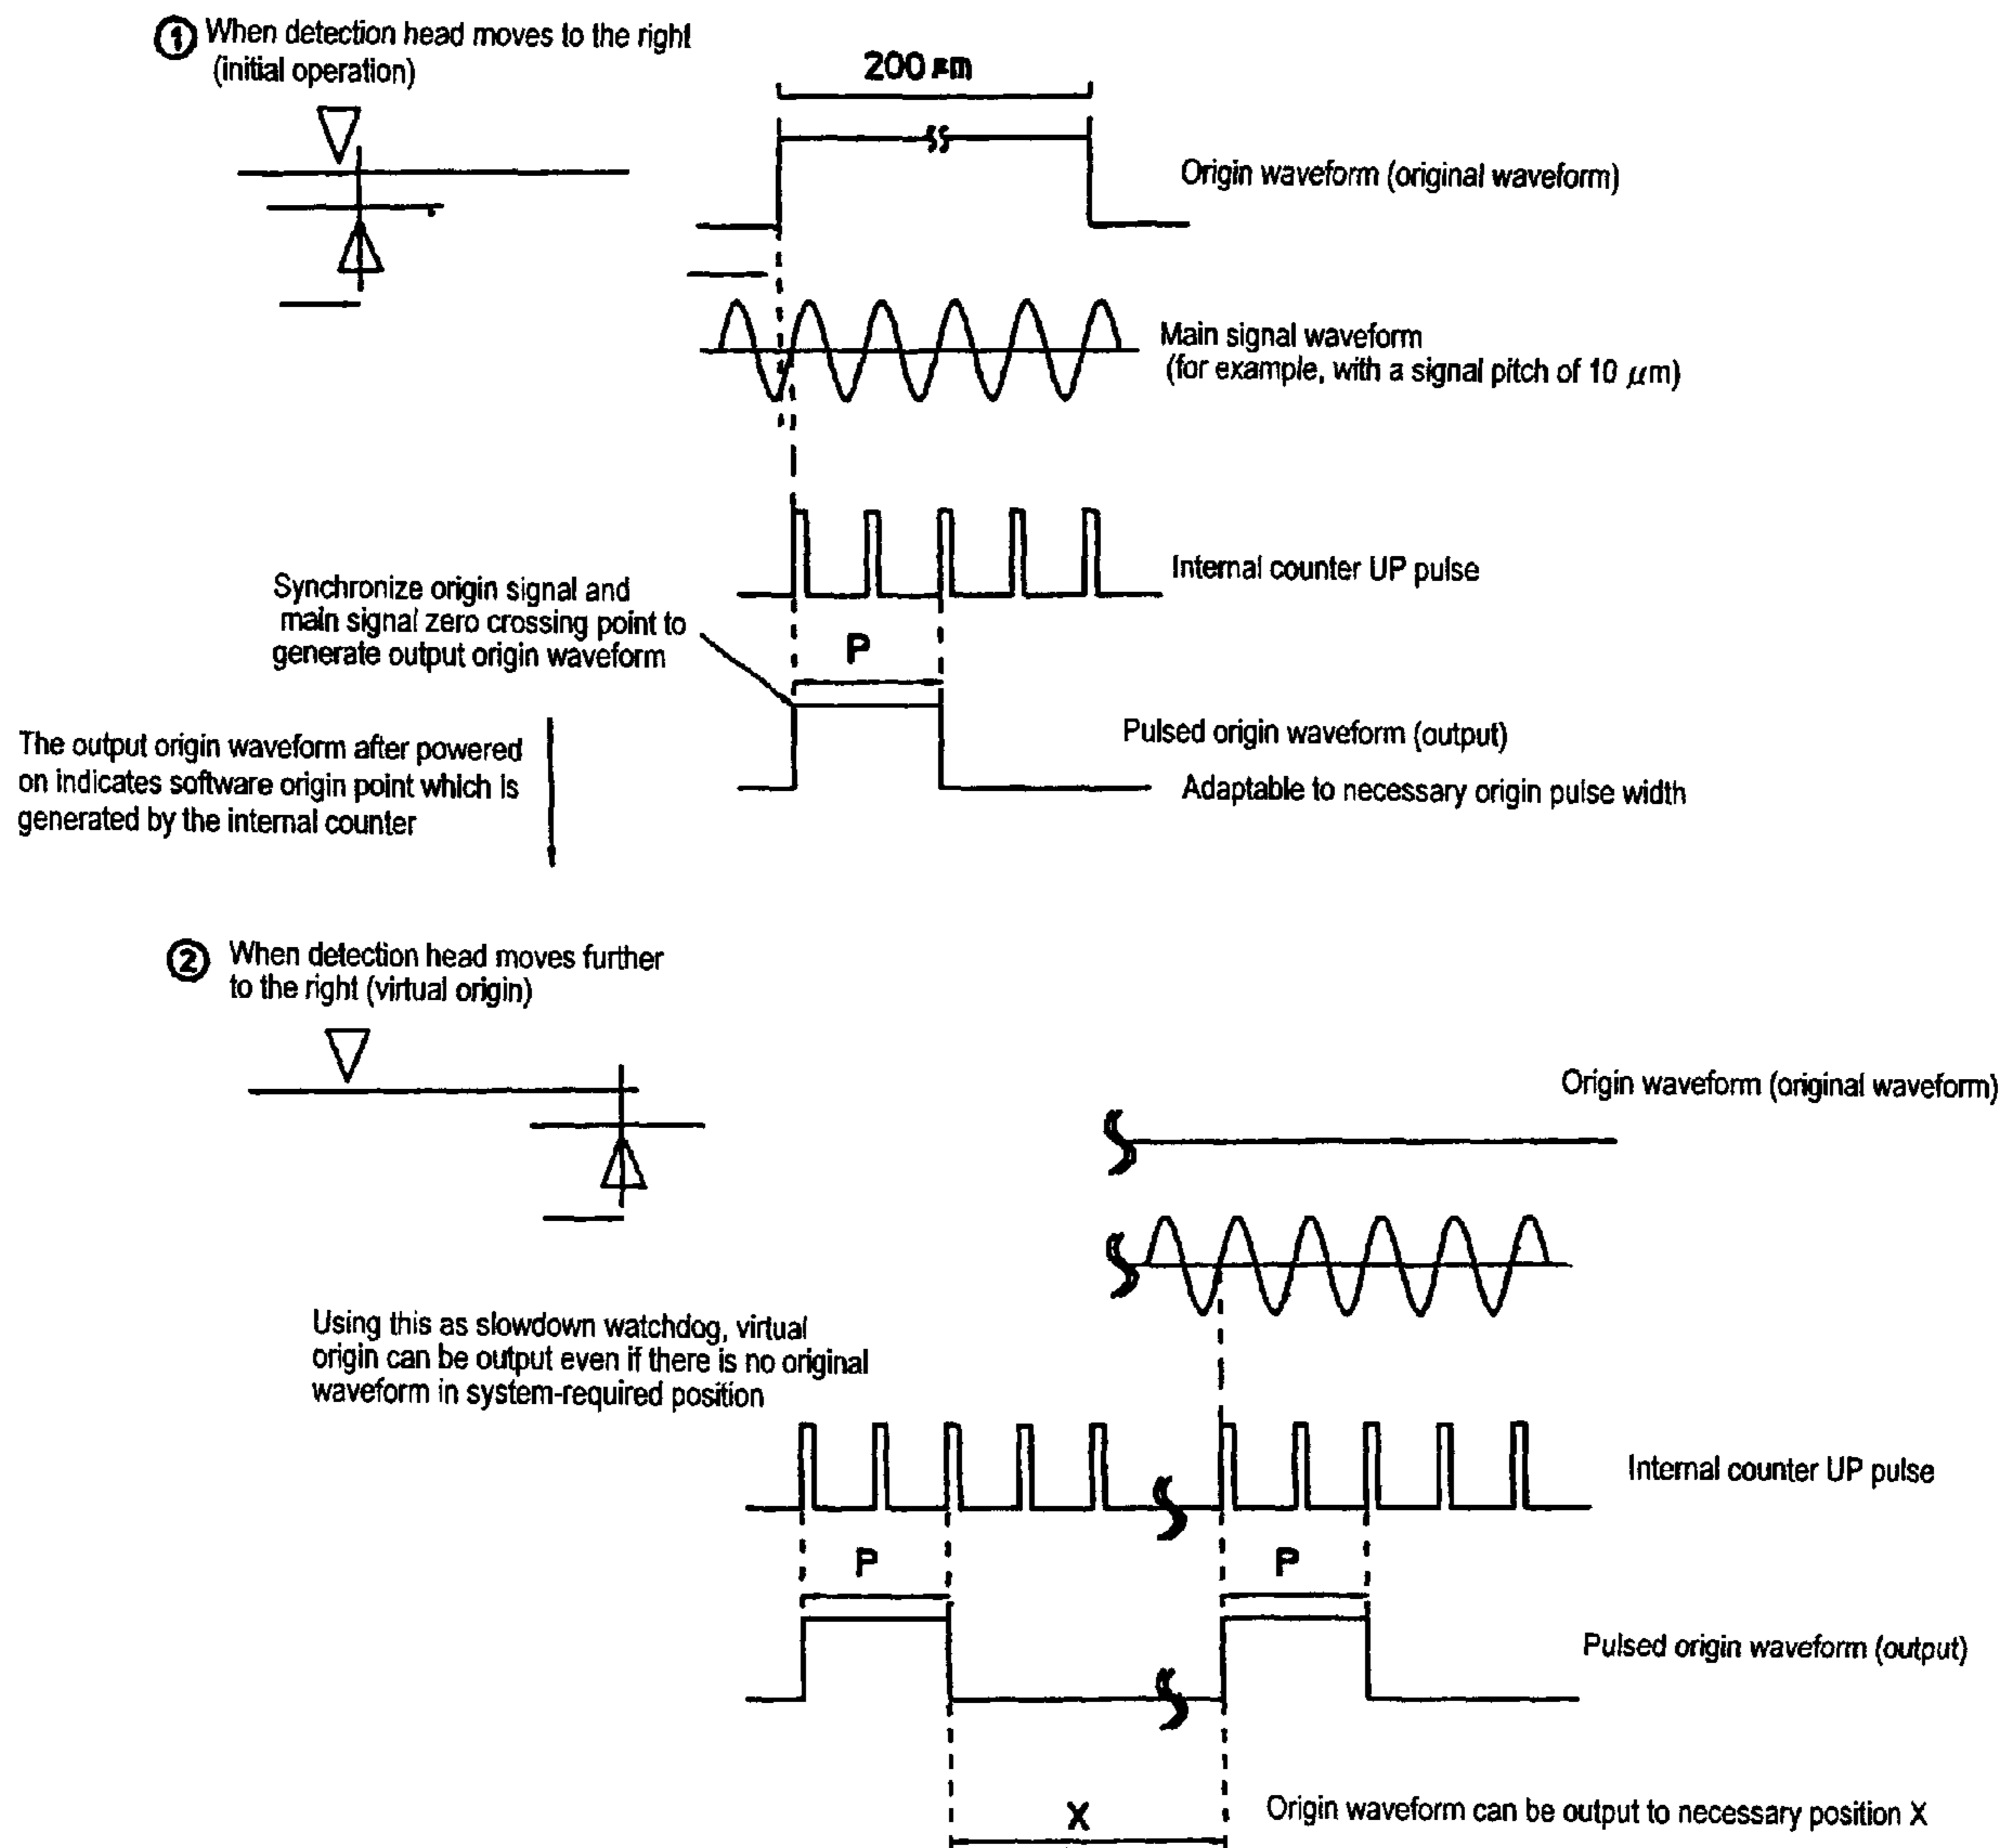 ① When detection head moves to the right
(initial operation)
200 μm
Origin waveform (original waveform)
Main signal waveform
(for example, with a signal pitch of 10 μm)
Internal counter UP pulse
Synchronize origin signal and
main signal zero crossing point to
generate output origin waveform
P
Pulsed origin waveform (output)
Adaptable to necessary origin pulse width
The output origin waveform after powered
on indicates software origin point which is
generated by the internal counter
② When detection head moves further
to the right (virtual origin)
Origin waveform (original waveform)
Using this as slowdown watchdog, virtual
origin can be output even if there is no original
waveform in system-required position
Internal counter UP pulse
P
P
Pulsed origin waveform (output)
X
Origin waveform can be output to necessary position X